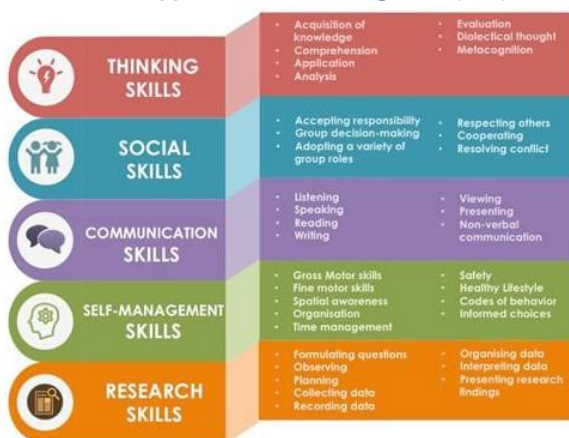 THINKING
SKILLS
Acquisition of
knowledge
Comprehension
Application
Analysis
Evaluation
Dialectical thought
Metacognition
SOCIAL
SKILLS
Accepting responsibility
Group decision-making
Adopting a variety of
group roles
Respecting others
Cooperating
Resolving conflict
COMMUNICATION
SKILLS
Listening
Speaking
Reading
Writing
Viewing
Presenting
Non-verbal
communication
SELF-MANAGEMENT
SKILLS
Gross Motor skills
Fine motor skills
Spatial awareness
Organisation
Time management
Safety
Healthy Lifestyle
Codes of behavior
Informed choices
RESEARCH
SKILLS
Formulating questions
Observing
Planning
Collecting data
Recording data
Organising data
Interpreting data
Presenting research
findings